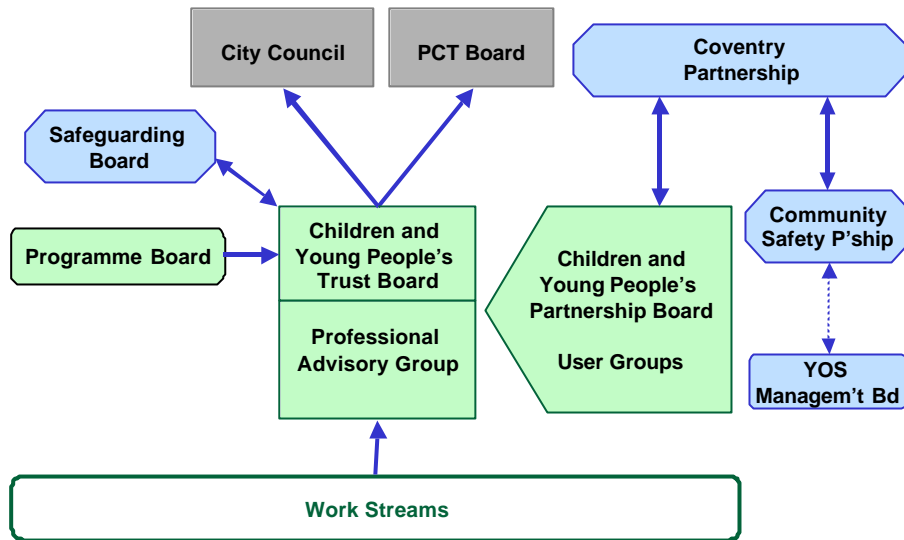 City Council
PCT Board
Coventry
Partnership
Safeguarding
Board
Community
Safety P'ship
Programme Board
Children and
Young People's
Trust Board
Children and
Young People's
Partnership Board
User Groups
Professional
Advisory Group
YOS
Managem't Bd
Work Streams